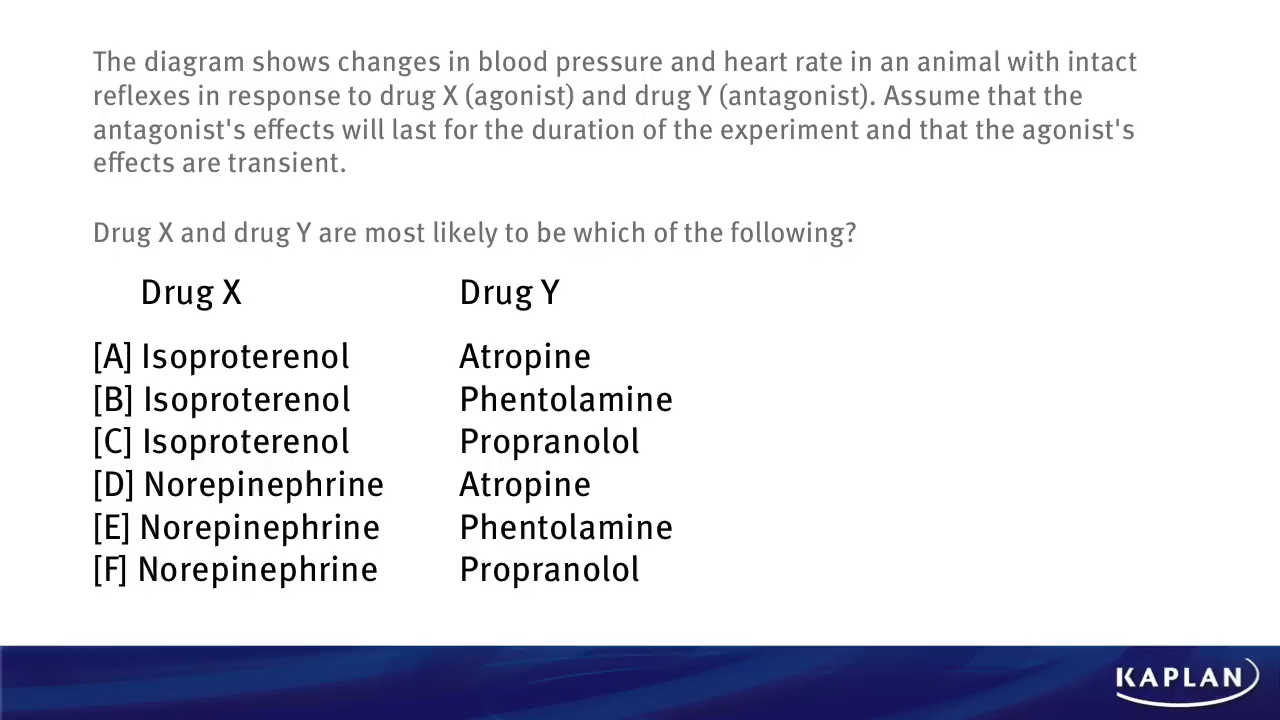 The diagram shows changes in blood pressure and heart rate in an animal with intact
reflexes in response to drug X (agonist) and drug Y (antagonist). Assume that the
antagonist's effects will last for the duration of the experiment and that the agonist's
effects are transient.
Drug X and drug Y are most likely to be which of the following?
Drug X Drug Y
[A] Isoproterenol Atropine
[B] Isoproterenol Phentolamine
[C] Isoproterenol Propranolol
[D] Norepinephrine Atropine
[E] Norepinephrine Phentolamine
[F] Norepinephrine Propranolol
KAPLAN